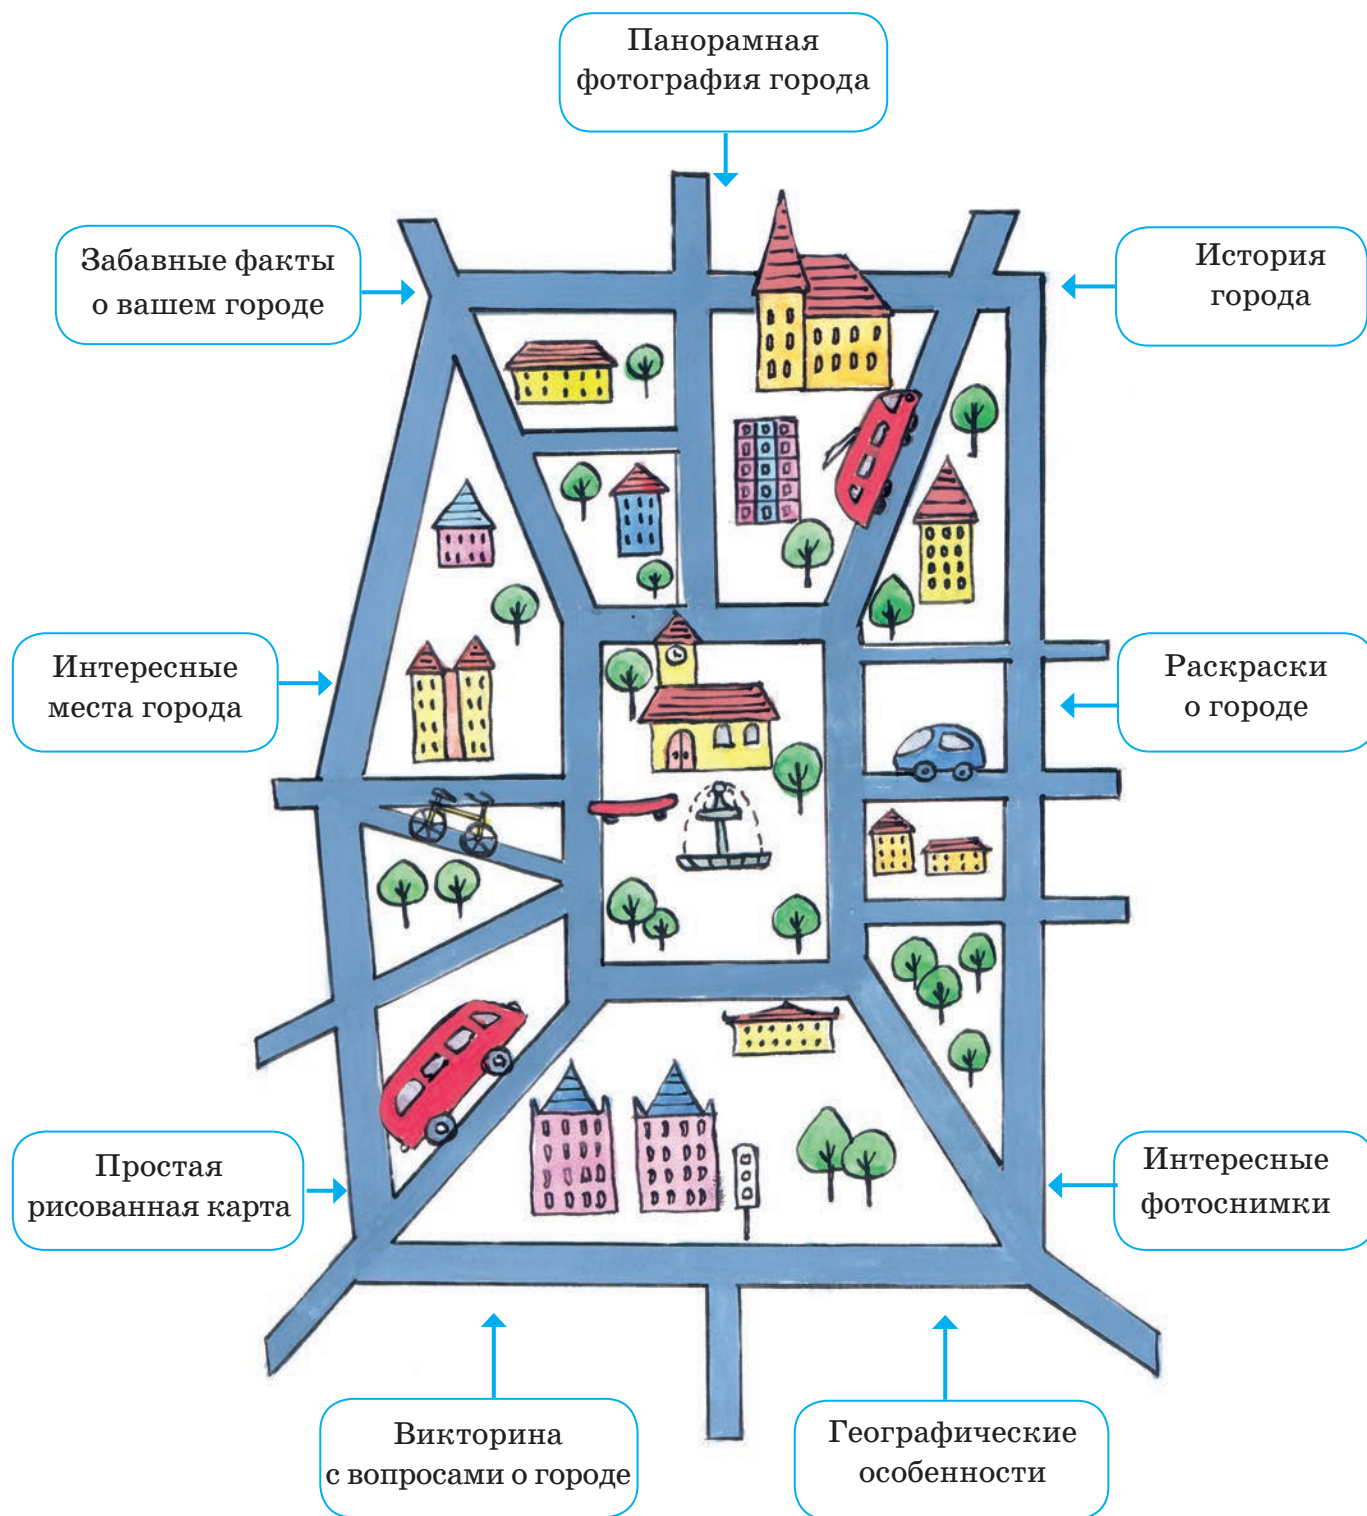 Панорамная
фотография города
Забавные факты
о вашем городе
История
города
Интересные
места города
Раскраски
о городе
Простая
рисованная карта
Интересные
фотоснимки
Викторина
с вопросами о городе
Географические
особенности